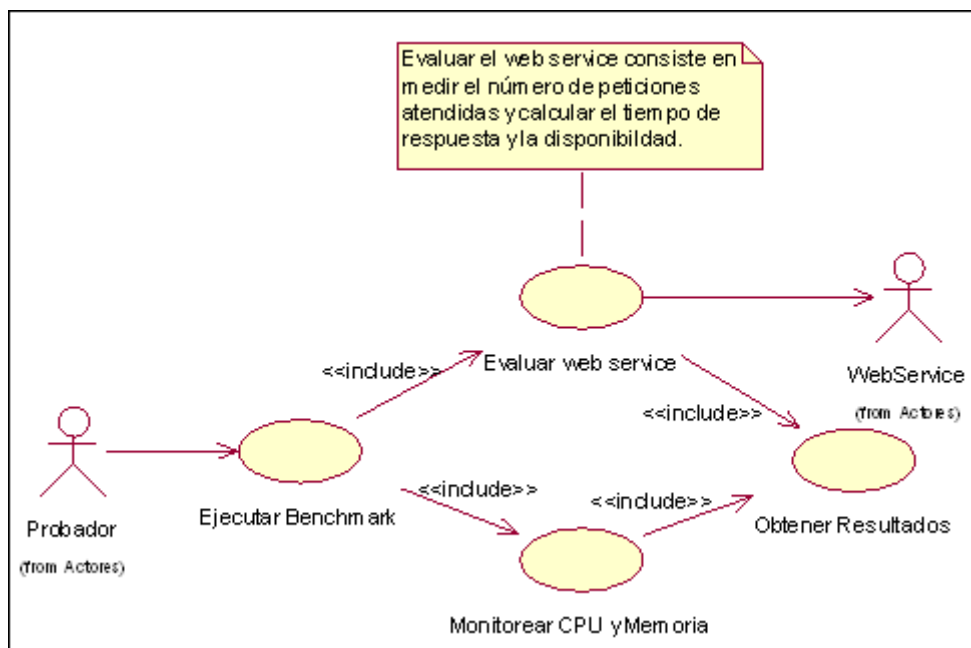 Evaluar el web service consiste en
medir el número de peticiones
atendidas y calcular el tiempo de
respuesta y la disponibildad.
<<include>>
Evaluar web service
WebService
(from Actores)
<<include>>
Probador
(from Actores)
Ejecutar Benchmark
<<include>>
<<include>>
Obtener Resultados
Monitorear CPU y Memoria